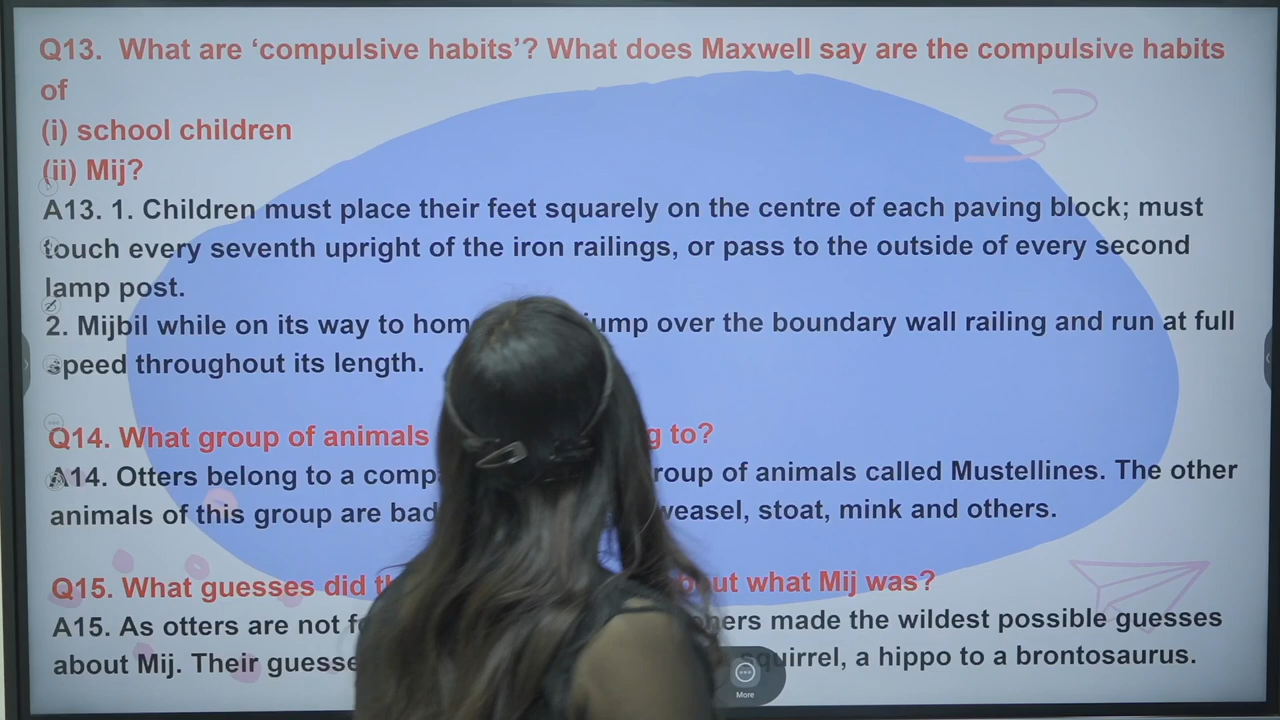 Q13. What are ‘compulsive habits’? What does Maxwell say are the compulsive habits
of
(i) school children
(ii) Mij?
A13. 1. Children must place their feet squarely on the centre of each paving block; must
touch every seventh upright of the iron railings, or pass to the outside of every second
lamp post.
2. Mijbil while on its way to hom jump over the boundary wall railing and run at full
speed throughout its length.
Q14. What group of animals g to?
A14. Otters belong to a comp roup of animals called Mustellines. The other
animals of this group are bad weasel, stoat, mink and others.
Q15. What guesses did th bout what Mij was?
A15. As otters are not f ners made the wildest possible guesses
about Mij. Their guesse squirrel, a hippo to a brontosaurus.
More